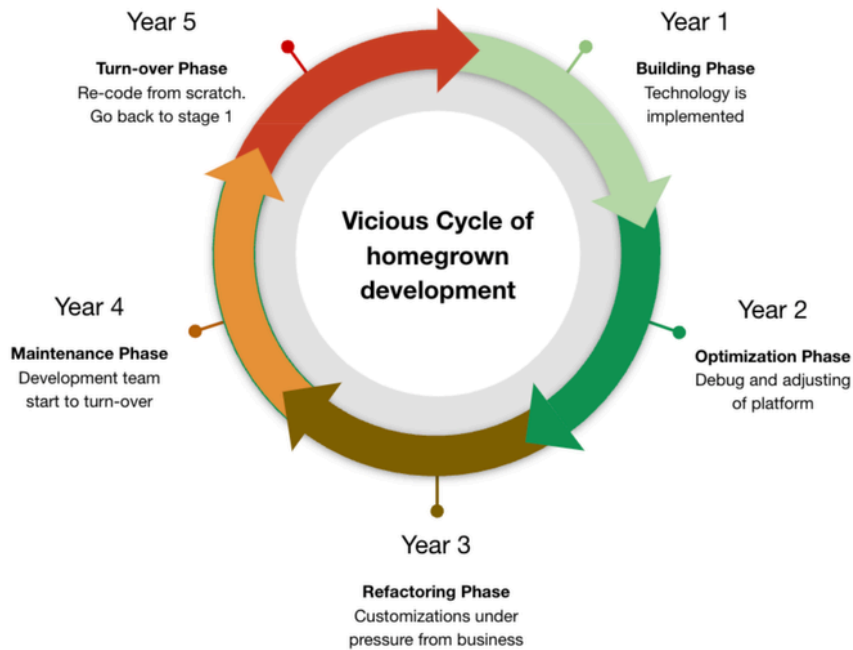 Vicious Cycle of
homegrown
development
Year 1
Building Phase
Technology is
implemented
Year 2
Optimization Phase
Debug and adjusting
of platform
Year 3
Refactoring Phase
Customizations under
pressure from business
Year 4
Maintenance Phase
Development team
start to turn-over
Year 5
Turn-over Phase
Re-code from scratch.
Go back to stage 1